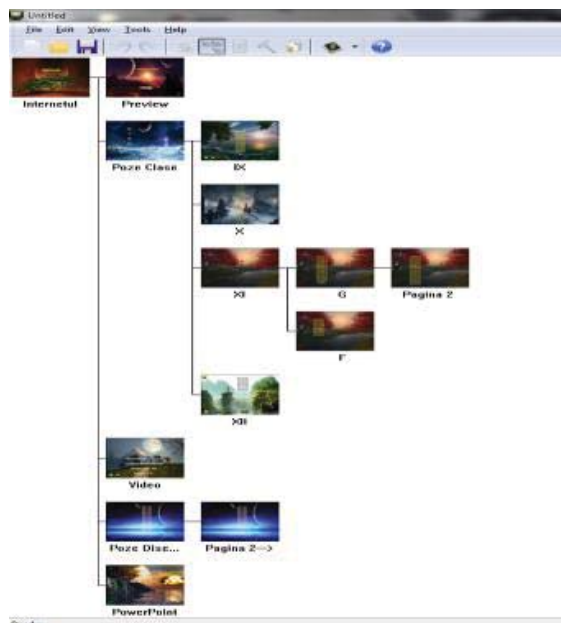 Untitled
File Edit View Tools Help
Internetul Preview
Poze Clase IX
X
XI G Pagina 2
F
XII
Video
Poze Disc... Pagina 2-->
PowerPoint